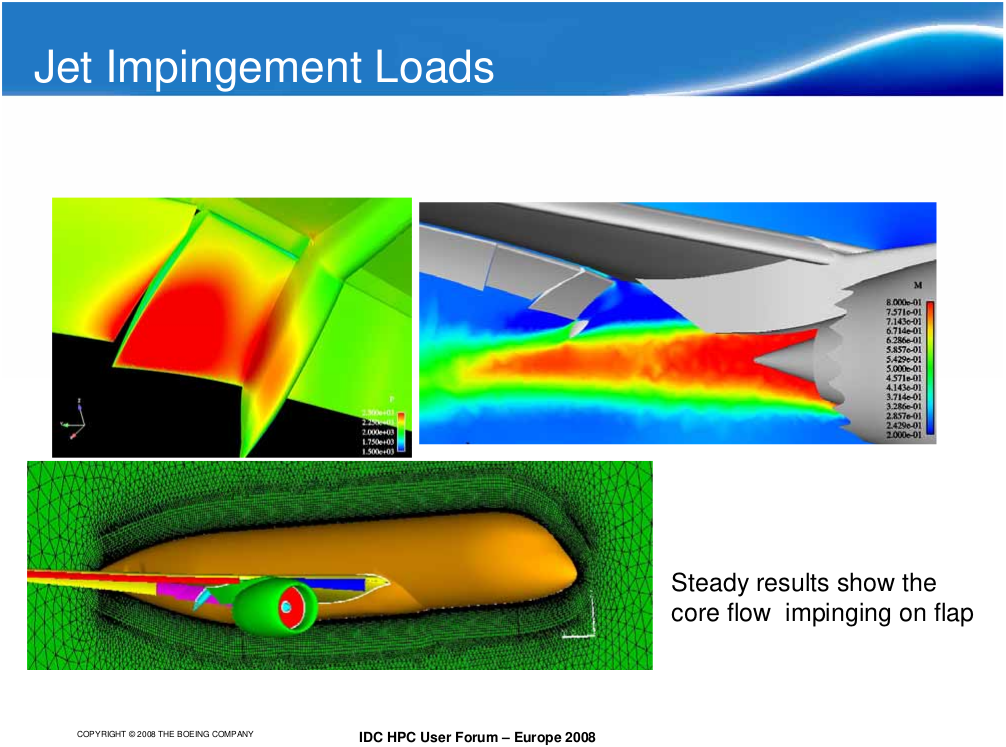 Jet Impingement Loads
P
2.500e+03
2.250e+03
2.000e+03
1.750e+03
1.500e+03
M
8.000e-01
7.571e-01
7.143e-01
6.714e-01
6.286e-01
5.857e-01
5.429e-01
5.000e-01
4.571e-01
4.143e-01
3.714e-01
3.286e-01
2.857e-01
2.429e-01
2.000e-01
Steady results show the
core flow impinging on flap
COPYRIGHT © 2008 THE BOEING COMPANY
IDC HPC User Forum – Europe 2008